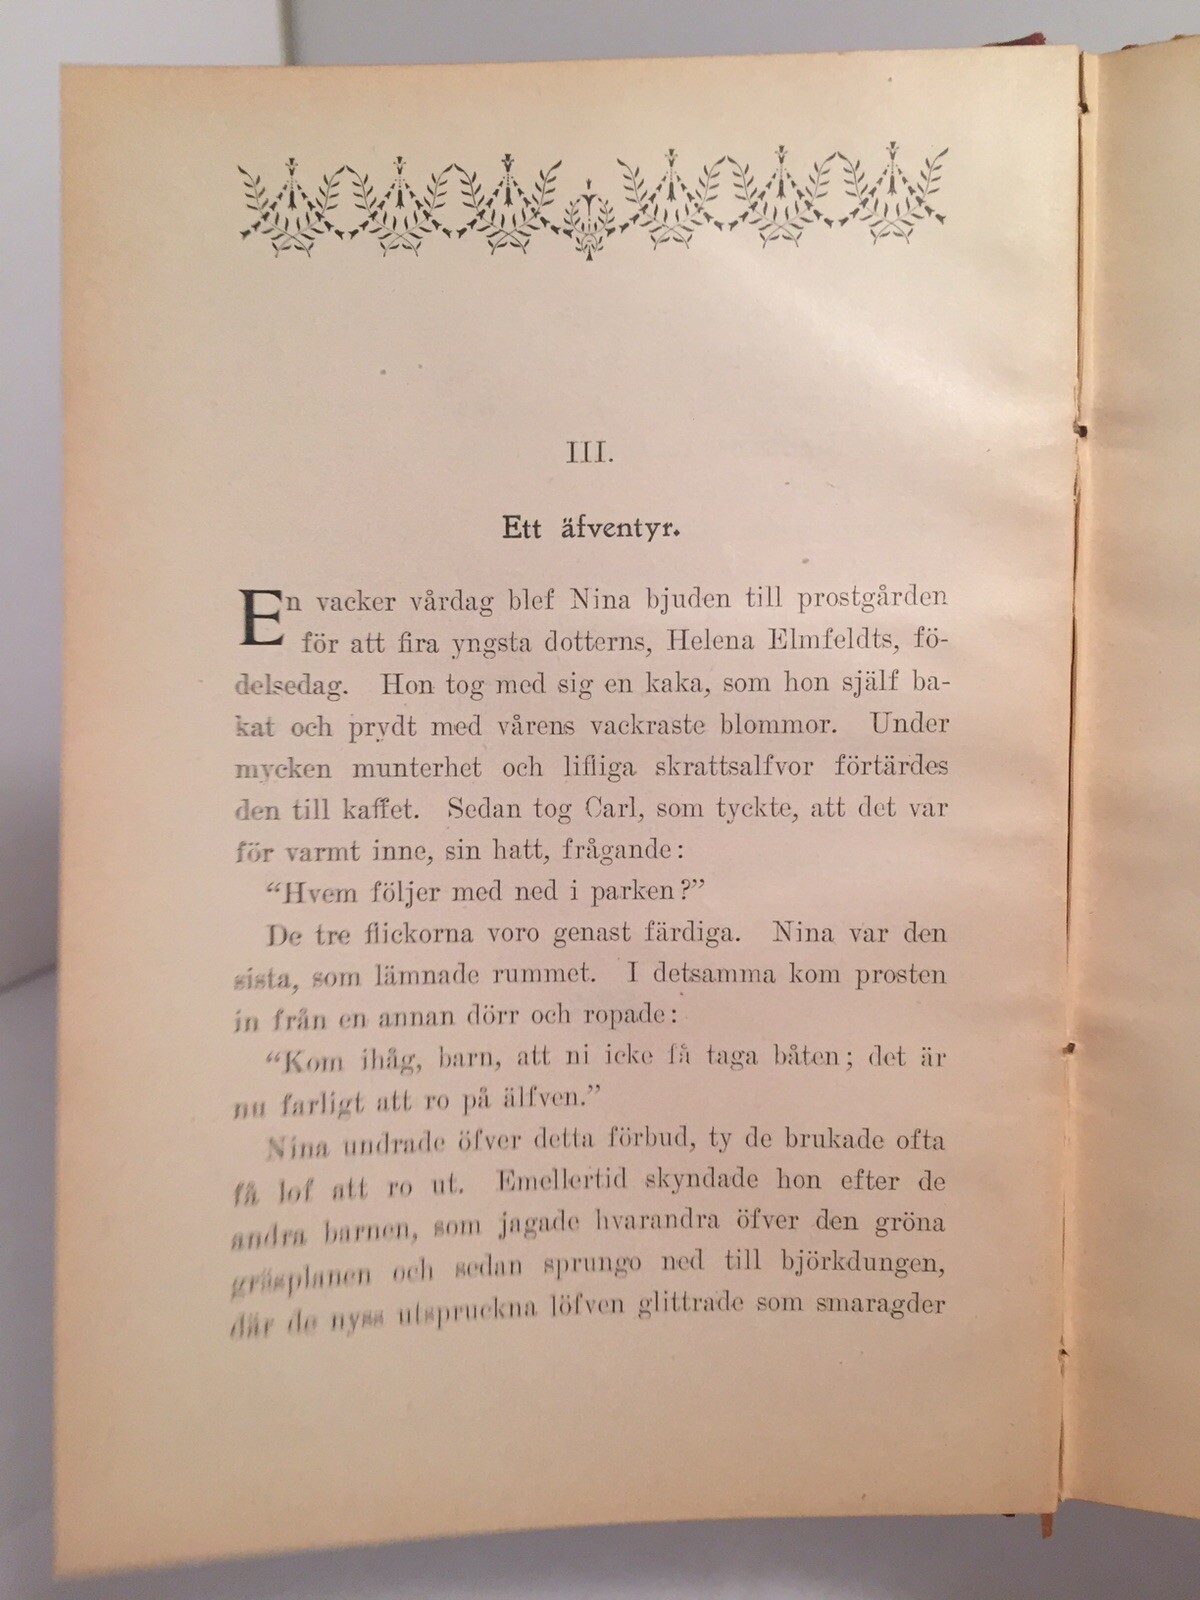 III.
Ett äfventyr.
En vacker vårdag blef Nina bjuden till prostgården
för att fira yngsta dotterns, Helena Elmfeldts, fö-
delsedag. Hon tog med sig en kaka, som hon själf ba-
kat och prydt med vårens vackraste blommor. Under
mycken munterhet och lifliga skrattsalfvor förtärdes
den till kaffet. Sedan tog Carl, som tyckte, att det var
för varmt inne, sin hatt, frågande:
“Hvem följer med ned i parken?”
De tre flickorna voro genast färdiga. Nina var den
sista, som lämnade rummet. I detsamma kom prosten
in från en annan dörr och ropade:
“Kom ihåg, barn, att ni icke få taga båten; det är
nu farligt att ro på älfven.”
Nina undrade öfver detta förbud, ty de brukade ofta
få lof att ro ut. Emellertid skyndade hon efter de
andra barnen, som jagade hvarandra öfver den gröna
gräsplanen och sedan sprungo ned till björkdungen,
där de nyss utspruckna löfven glittrade som smaragder